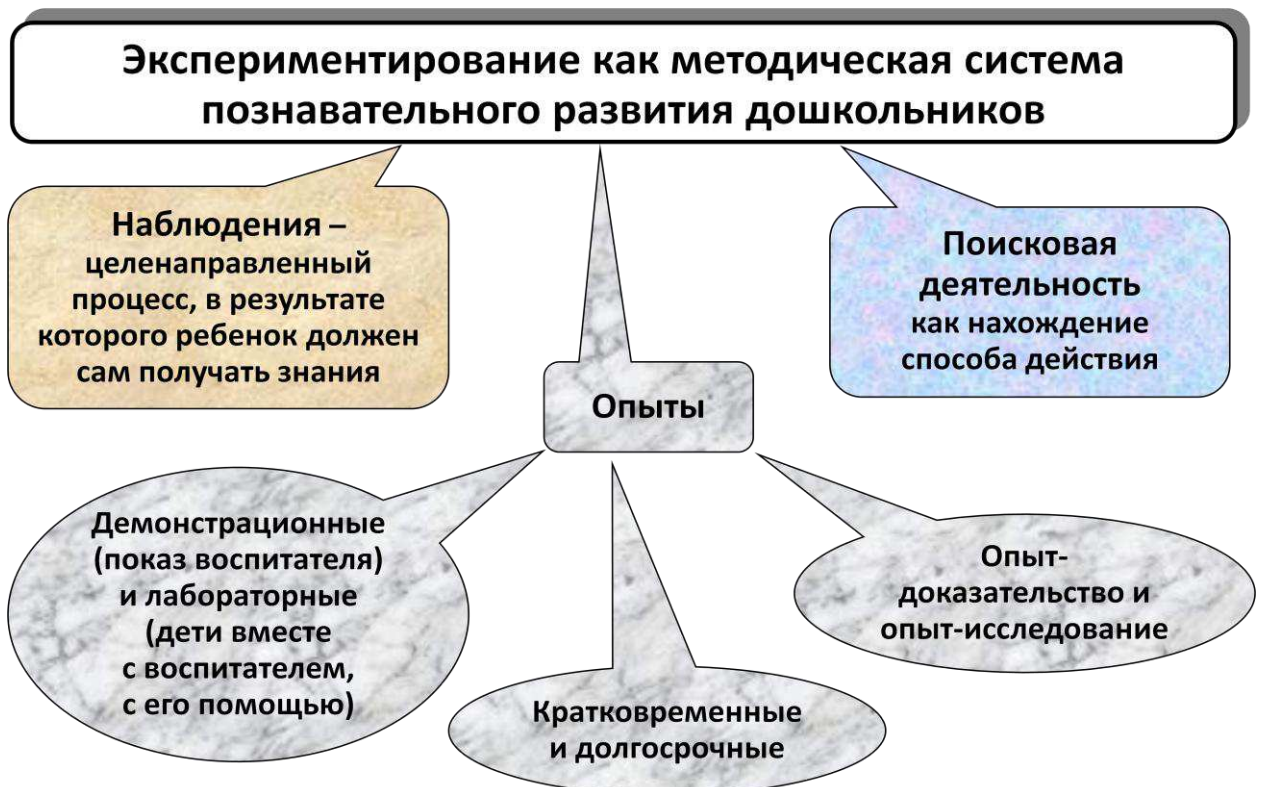 Экспериментирование как методическая система
познавательного развития дошкольников
Наблюдения –
целенаправленный
процесс, в результате
которого ребенок должен
сам получать знания
Поисковая
деятельность
как нахождение
способа действия
Опыты
Демонстрационные
(показ воспитателя)
и лабораторные
(дети вместе
с воспитателем,
с его помощью)
Кратковременные
и долгосрочные
Опыт-
доказательство и
опыт-исследование